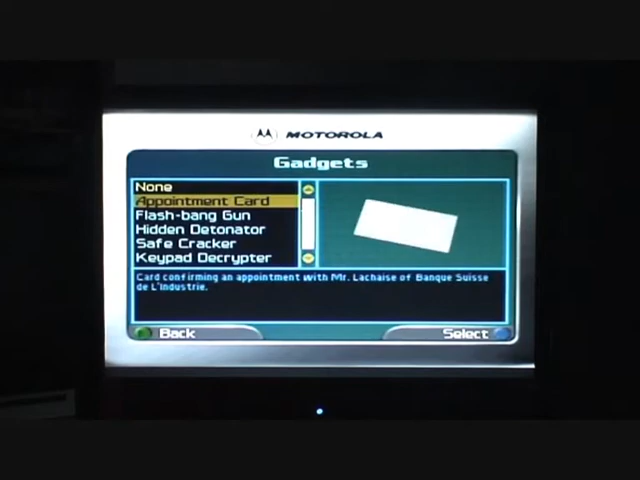 MOTOROLA
Gadgets
None
Appointment Card
Flash-bang Gun
Hidden Detonator
Safe Cracker
Keypad Decrypter
Card confirming an appointment with Mr. Lachaise of Banque Suisse
de L'Industrie.
Back
Select